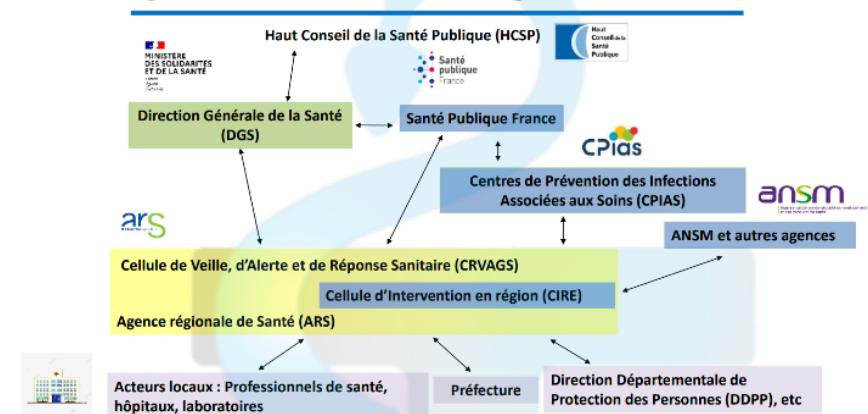 Haut Conseil de la Santé Publique (HCSP)
Haut
Conseil de la
Santé
Publique
MINISTÈRE
DES SOLIDARITÉS
ET DE LA SANTÉ
Santé
publique
France
Direction Générale de la Santé
(DGS)
Santé Publique France
CPias
Centres de Prévention des Infections
Associées aux Soins (CPIAS)
ansm
ars
ANSM et autres agences
Cellule de Veille, d’Alerte et de Réponse Sanitaire (CRVAGS)
Cellule d’Intervention en région (CIRE)
Agence régionale de Santé (ARS)
Acteurs locaux : Professionnels de santé,
hôpitaux, laboratoires
Préfecture
Direction Départementale de
Protection des Personnes (DDPP), etc